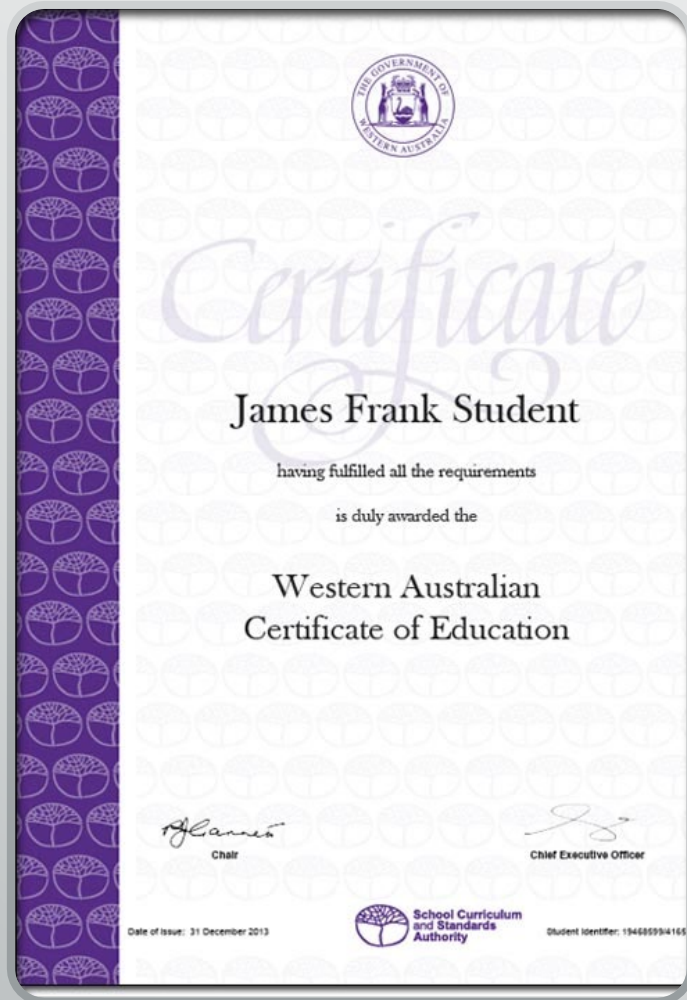 THE GOVERNMENT OF
WESTERN AUSTRALIA
Certificate
James Frank Student
having fulfilled all the requirements
is duly awarded the
Western Australian
Certificate of Education
Chair
Chief Executive Officer
Date of Issue: 31 December 2013
School Curriculum
and Standards
Authority
Student Identifier: 19468599/4165